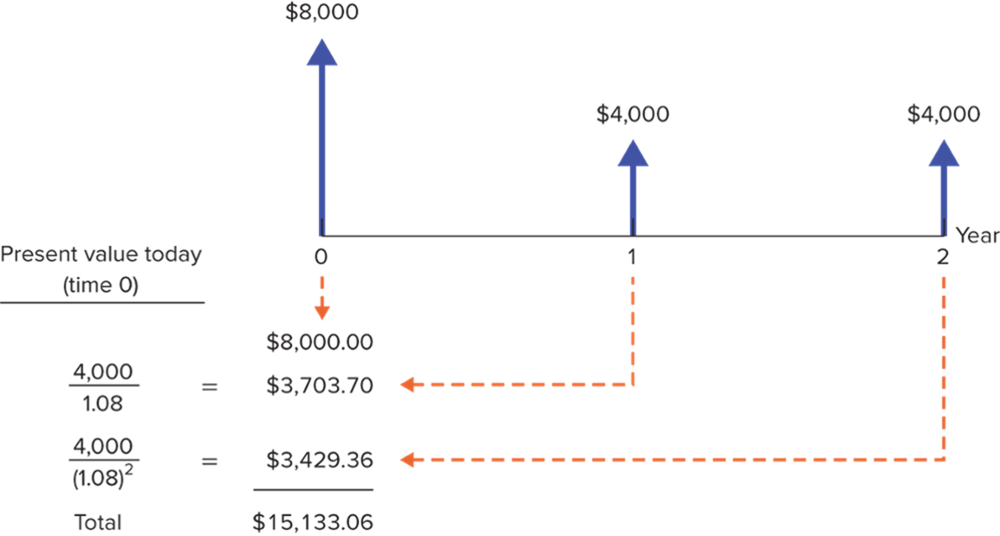 $8,000
$4,000 $4,000
Year
0 1 2
Present value today
(time 0)
$8,000.00
4,000
1.08
= $3,703.70
4,000
(1.08)²
= $3,429.36
Total $15,133.06